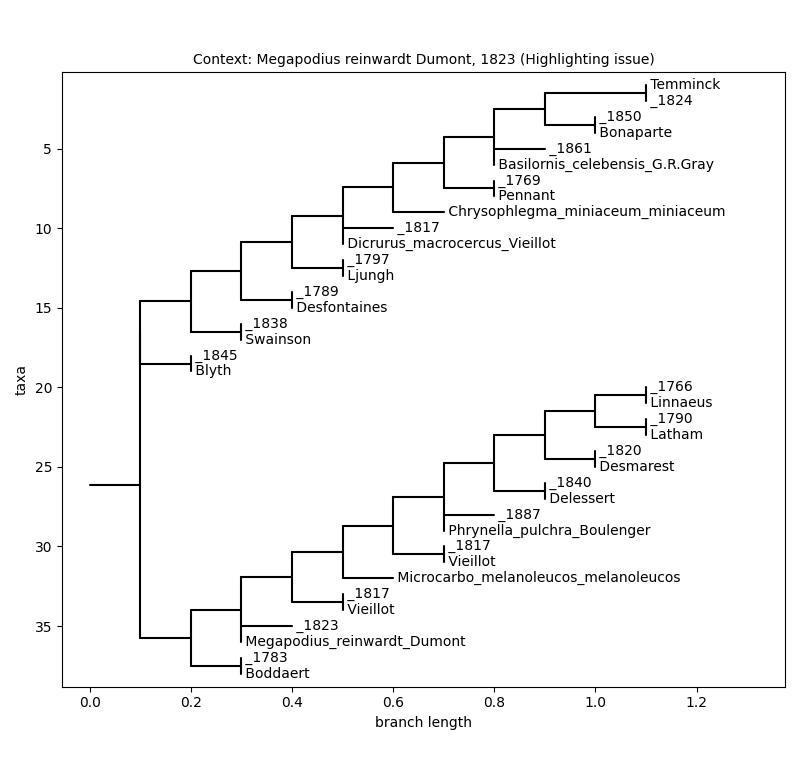 Context: Megapodius reinwardt Dumont, 1823 (Highlighting issue)
Temminck
_1824
_1850
Bonaparte
_1861
Basilornis_celebensis_G.R.Gray
_1769
Pennant
Chrysophlegma_miniaceum_miniaceum
_1817
Dicrurus_macrocercus_Vieillot
_1797
Ljungh
_1789
Desfontaines
_1838
Swainson
_1845
Blyth
_1766
Linnaeus
_1790
Latham
_1820
Desmarest
_1840
Delessert
_1887
Phrynella_pulchra_Boulenger
_1817
Vieillot
Microcarbo_melanoleucos_melanoleucos
_1817
Vieillot
_1823
Megapodius_reinwardt_Dumont
_1783
Boddaert
5
10
15
20
25
30
35
taxa
0.0 0.2 0.4 0.6 0.8 1.0 1.2
branch length